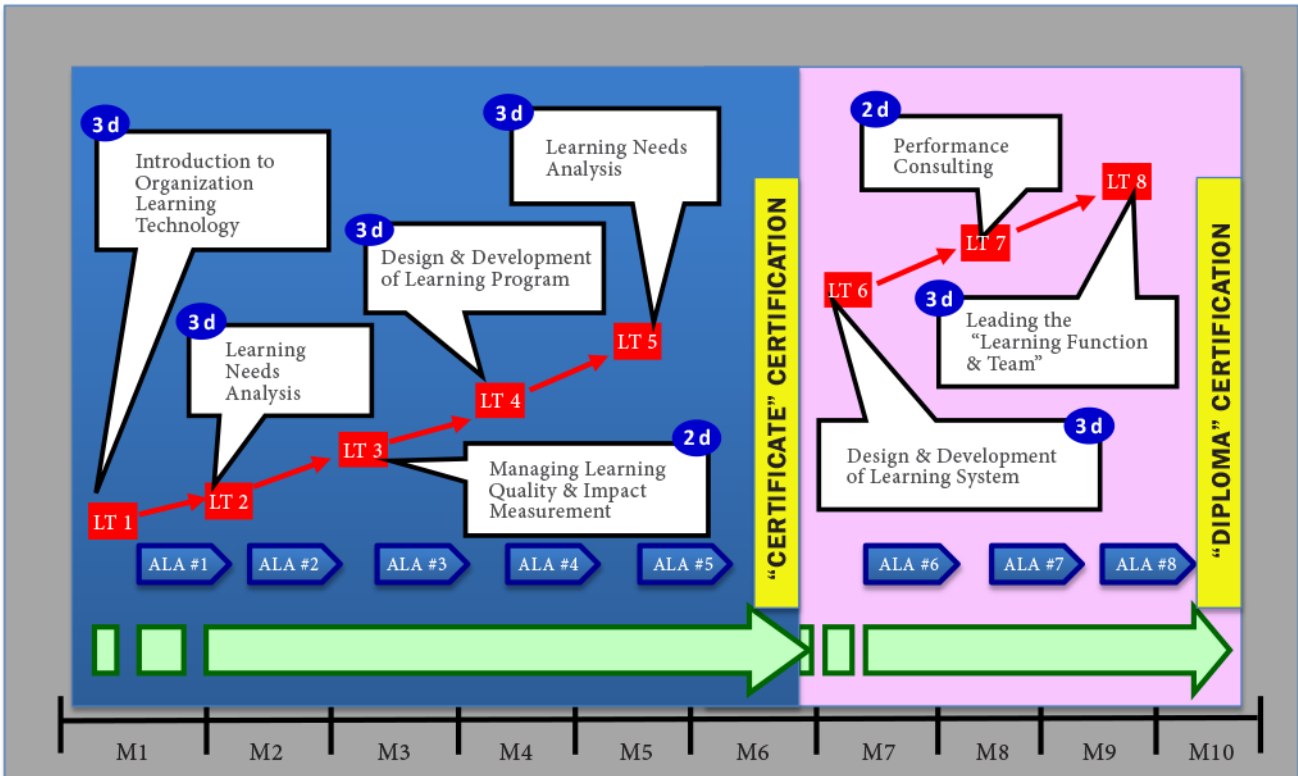 3 d
Introduction to
Organization
Learning
Technology
3 d
Learning
Needs
Analysis
3 d
Design & Development
of Learning Program
3 d
Learning Needs
Analysis
2 d
Managing Learning
Quality & Impact
Measurement
LT 1
LT 2
LT 3
LT 4
LT 5
"CERTIFICATE" CERTIFICATION
2 d
Performance
Consulting
LT 6
LT 7
LT 8
3 d
Leading the
"Learning Function
& Team"
3 d
Design & Development
of Learning System
"DIPLOMA" CERTIFICATION
ALA #1
ALA #2
ALA #3
ALA #4
ALA #5
ALA #6
ALA #7
ALA #8
M1
M2
M3
M4
M5
M6
M7
M8
M9
M10